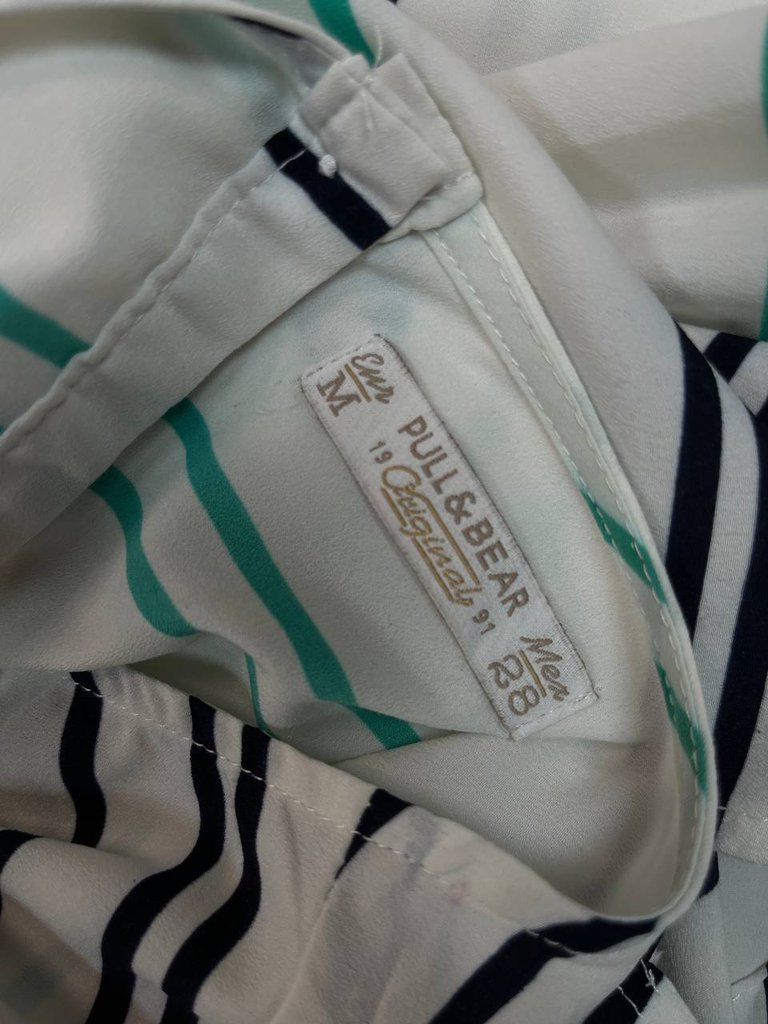 Eur
M
PULL&BEAR
19 Original 91
Mex
28